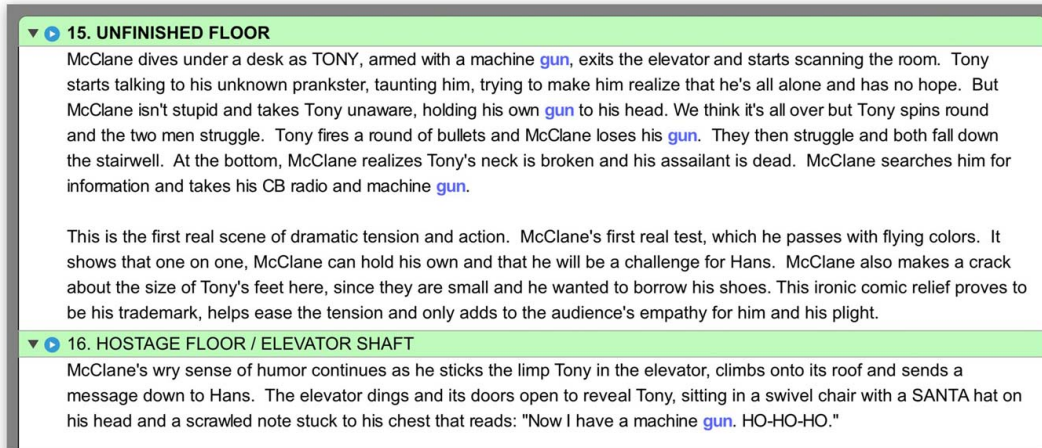 15. UNFINISHED FLOOR
McClane dives under a desk as TONY, armed with a machine gun, exits the elevator and starts scanning the room.  Tony
starts talking to his unknown prankster, taunting him, trying to make him realize that he's all alone and has no hope.  But
McClane isn't stupid and takes Tony unaware, holding his own gun to his head. We think it's all over but Tony spins round
and the two men struggle.  Tony fires a round of bullets and McClane loses his gun.  They then struggle and both fall down
the stairwell.  At the bottom, McClane realizes Tony's neck is broken and his assailant is dead.  McClane searches him for
information and takes his CB radio and machine gun.
This is the first real scene of dramatic tension and action.  McClane's first real test, which he passes with flying colors.  It
shows that one on one, McClane can hold his own and that he will be a challenge for Hans.  McClane also makes a crack
about the size of Tony's feet here, since they are small and he wanted to borrow his shoes. This ironic comic relief proves to
be his trademark, helps ease the tension and only adds to the audience's empathy for him and his plight.
16. HOSTAGE FLOOR / ELEVATOR SHAFT
McClane's wry sense of humor continues as he sticks the limp Tony in the elevator, climbs onto its roof and sends a
message down to Hans.  The elevator dings and its doors open to reveal Tony, sitting in a swivel chair with a SANTA hat on
his head and a scrawled note stuck to his chest that reads: "Now I have a machine gun. HO-HO-HO."